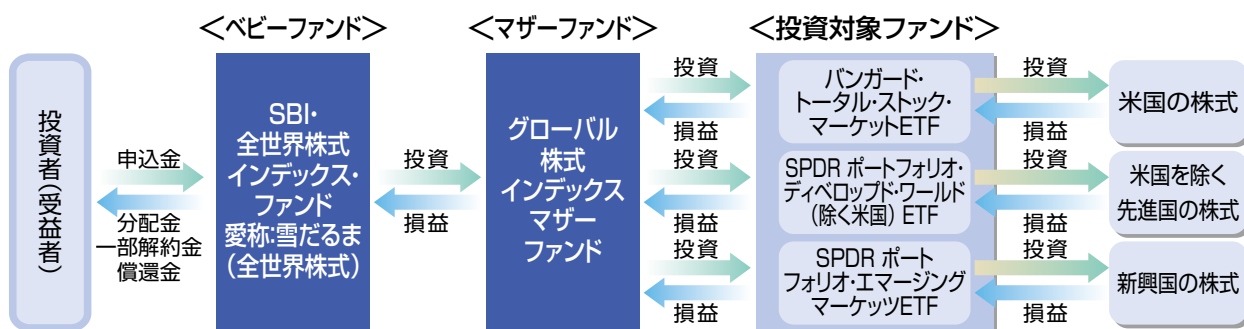 ＜ベビーファンド＞
＜マザーファンド＞
＜投資対象ファンド＞
投資者(受益者)
申込金
分配金
一部解約金
償還金
SBI・
全世界株式
インデックス・
ファンド
愛称:雪だるま
(全世界株式)
投資
損益
グローバル
株式
インデックス
マザー
ファンド
投資
損益
投資
損益
投資
損益
バンガード・
トータル・ストック・
マーケットETF
SPDR ポートフォリオ・
ディベロップド・ワールド
(除く米国) ETF
SPDR ポート
フォリオ・エマージング
マーケッツETF
投資
損益
投資
損益
投資
損益
米国の株式
米国を除く
先進国の株式
新興国の株式